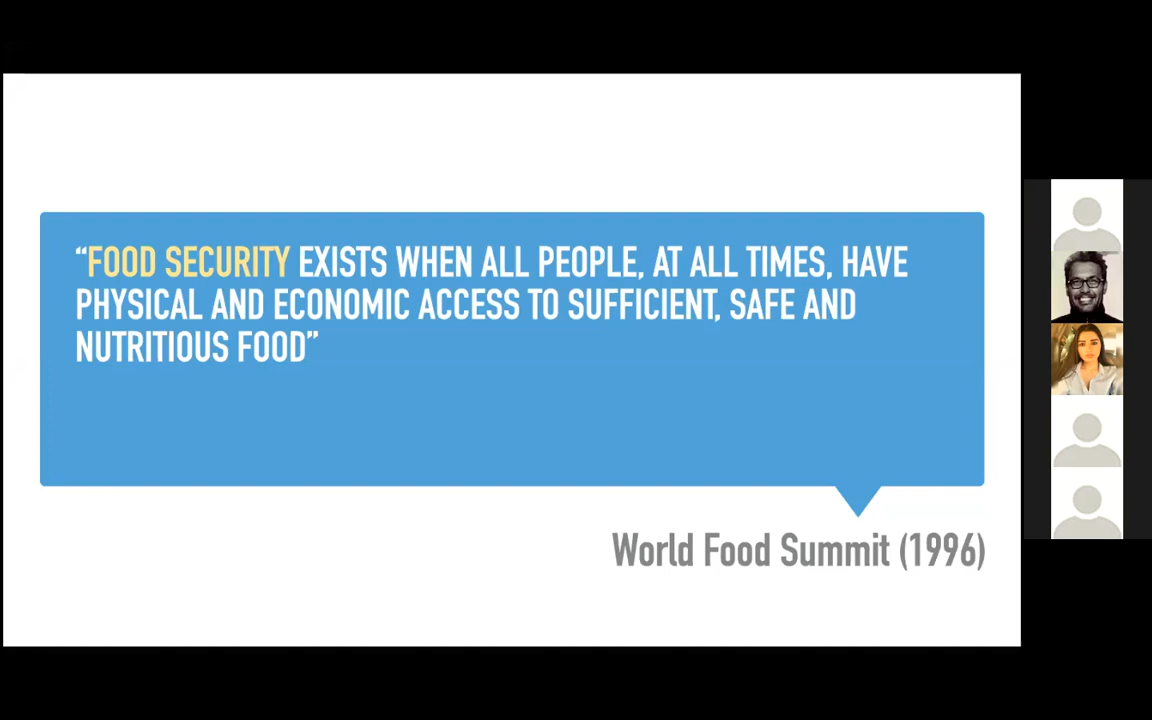 “FOOD SECURITY EXISTS WHEN ALL PEOPLE, AT ALL TIMES, HAVE
PHYSICAL AND ECONOMIC ACCESS TO SUFFICIENT, SAFE AND
NUTRITIOUS FOOD”
World Food Summit (1996)